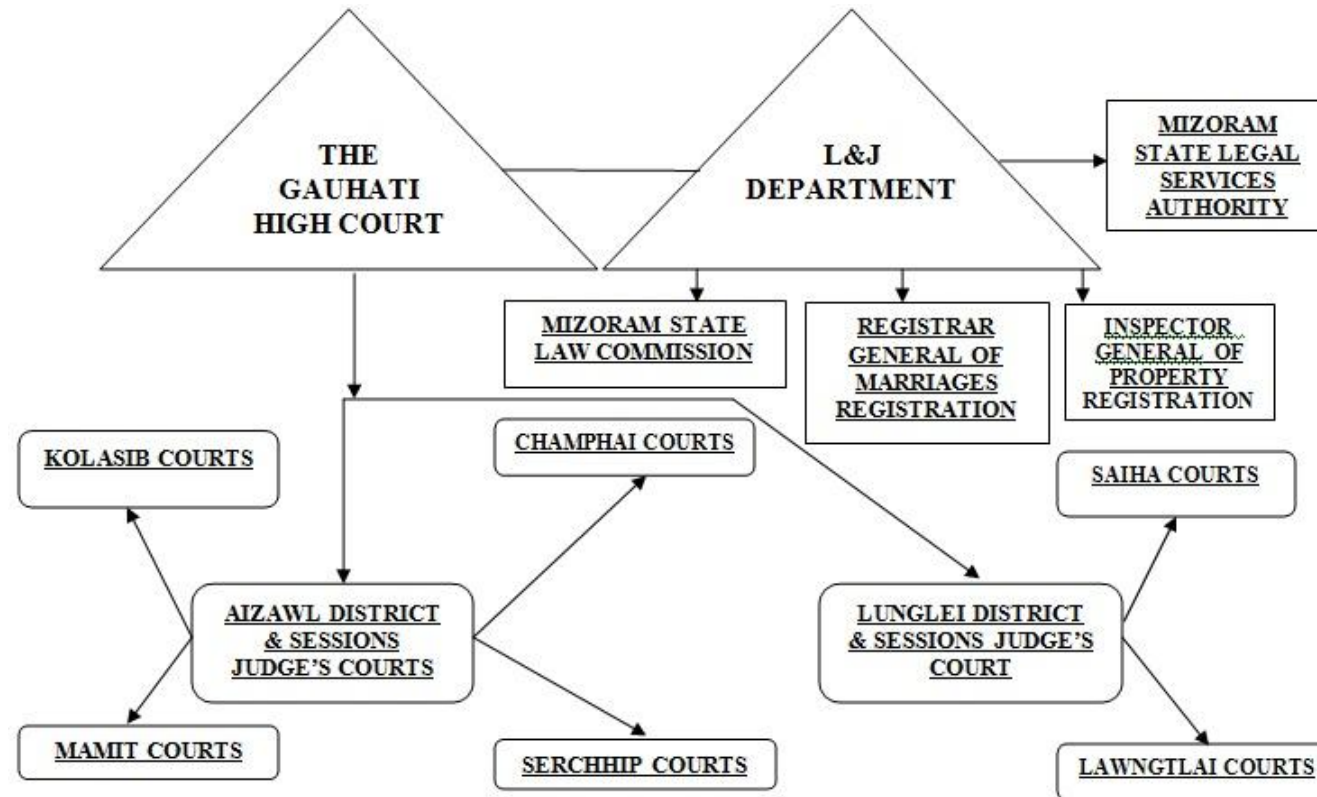 THE
GAUHATI
HIGH COURT
L&J
DEPARTMENT
MIZORAM
STATE LEGAL
SERVICES
AUTHORITY
MIZORAM STATE
LAW COMMISSION
REGISTRAR
GENERAL OF
MARRIAGES
REGISTRATION
INSPECTOR
GENERAL OF
PROPERTY
REGISTRATION
KOLASIB COURTS
CHAMPHAI COURTS
SAIHA COURTS
AIZAWL DISTRICT
& SESSIONS
JUDGE’S COURTS
LUNGLEI DISTRICT
& SESSIONS JUDGE’S
COURT
MAMIT COURTS
SERCHHIP COURTS
LAWNGTLAI COURTS